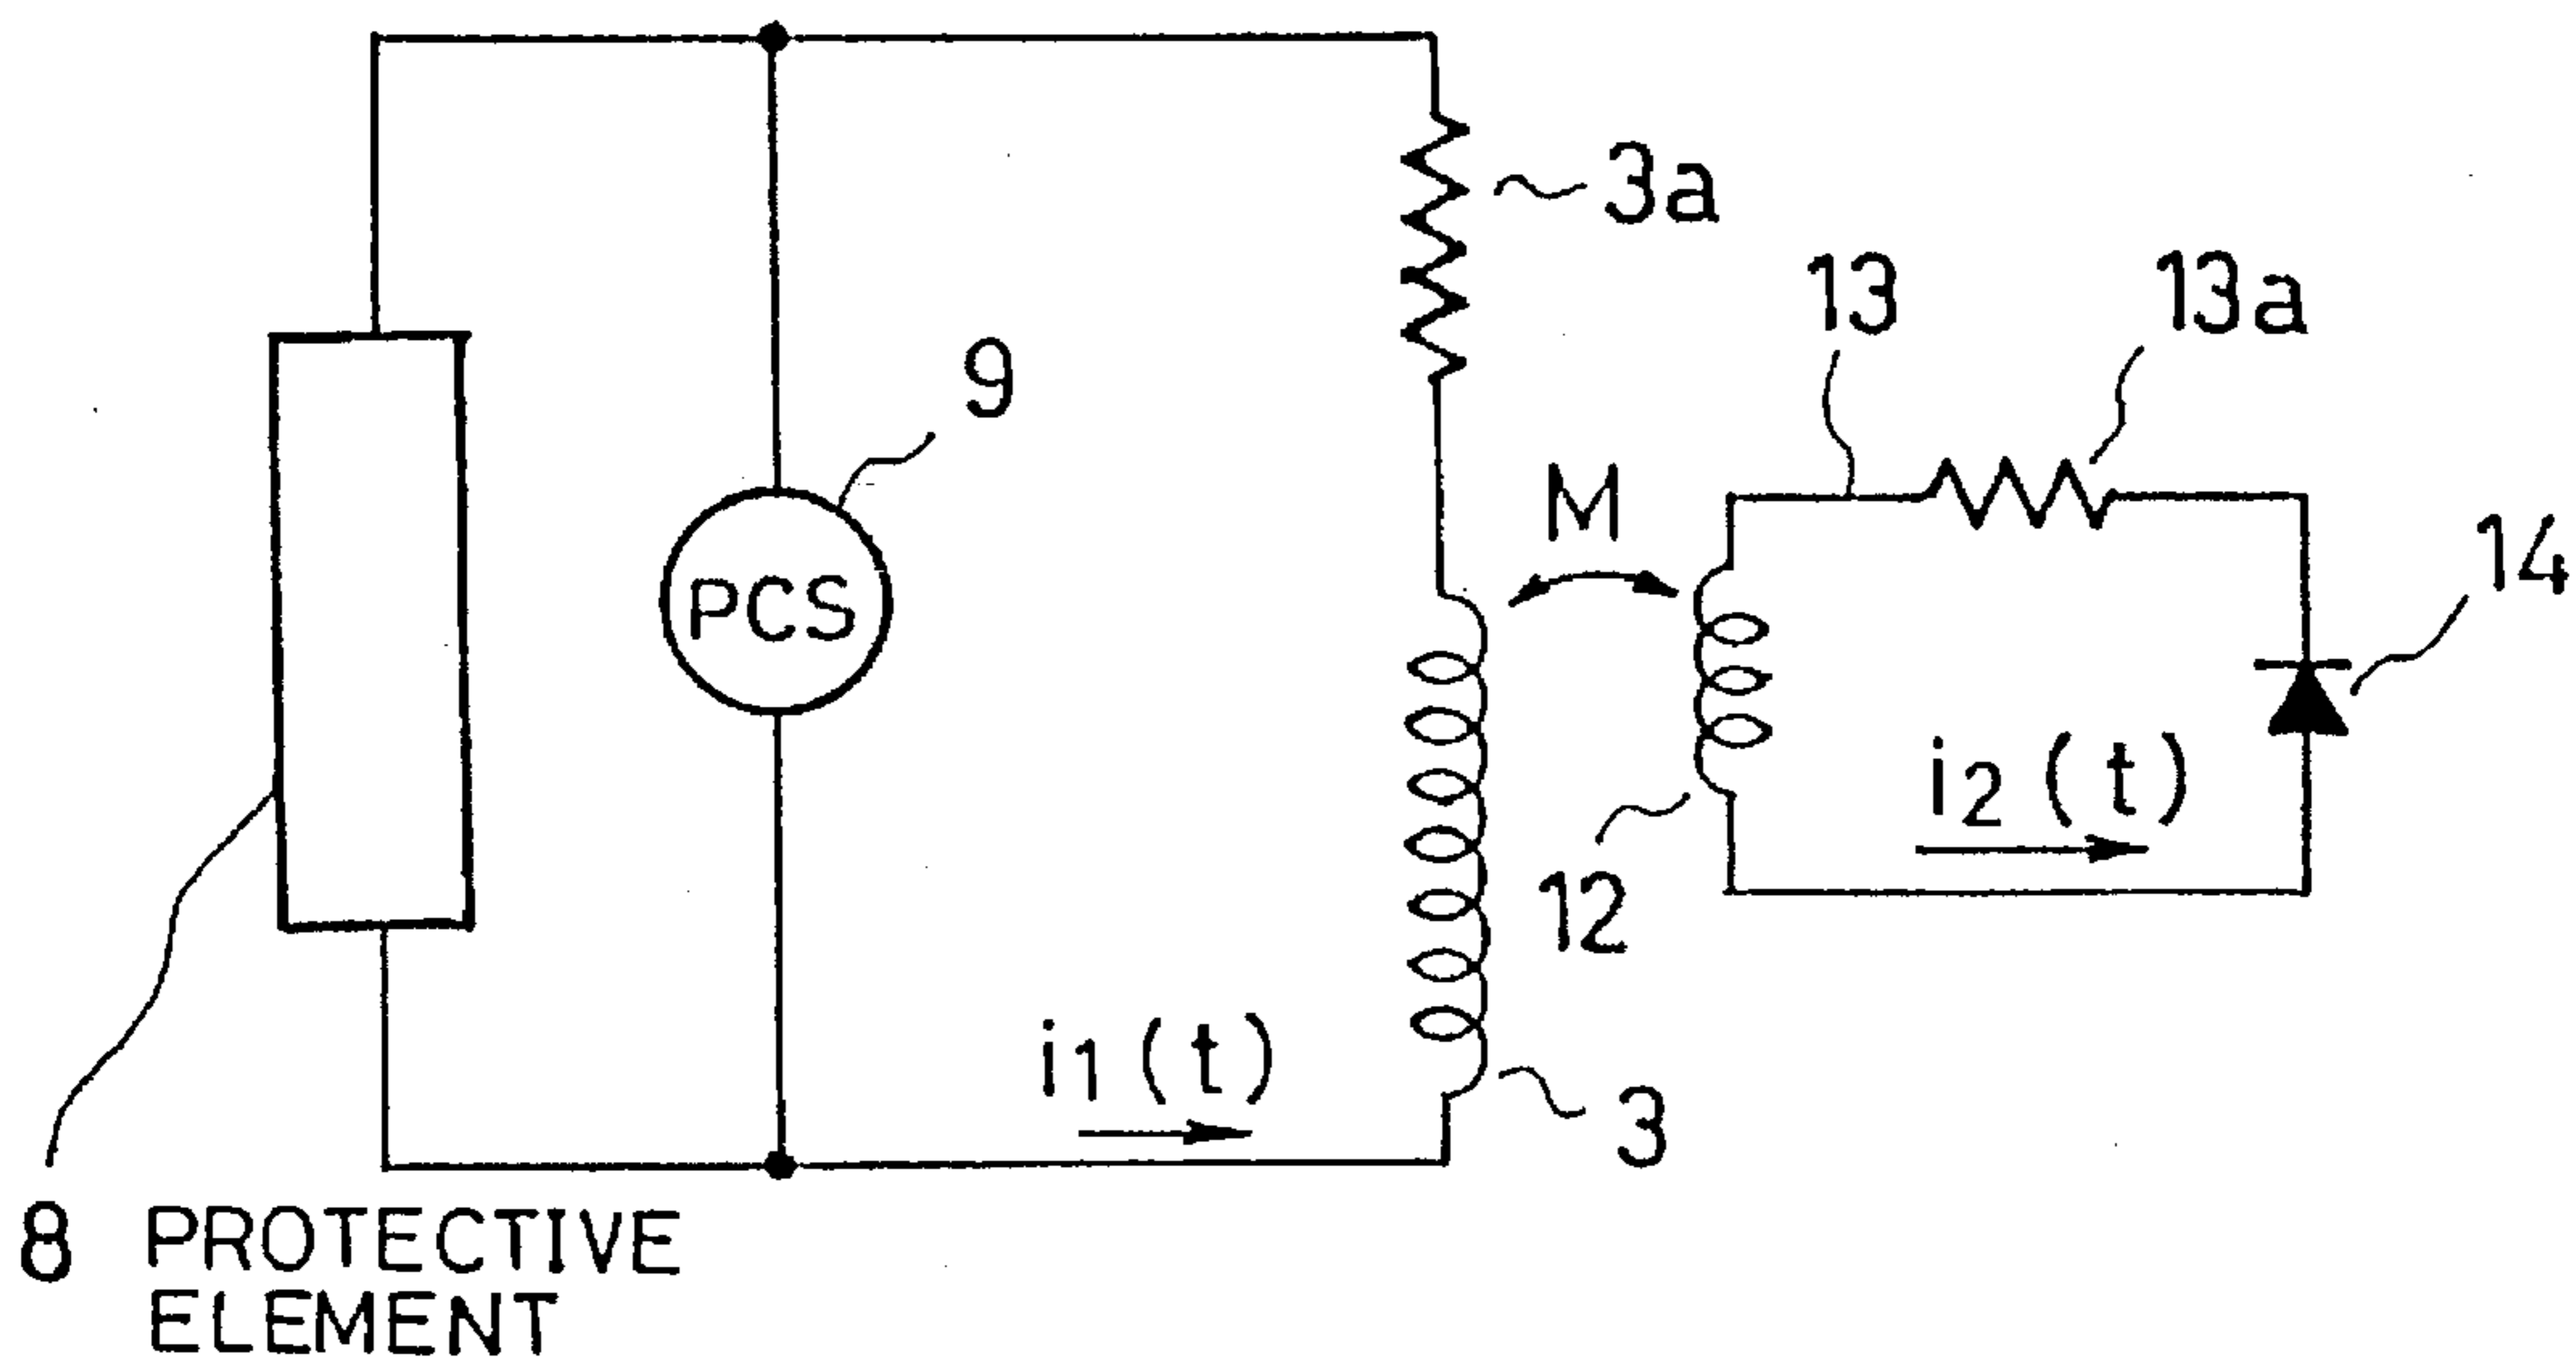 3a
13
13a
9
M
14
PCS
i2 (t)
12
i1 (t)
3
8 PROTECTIVE
ELEMENT